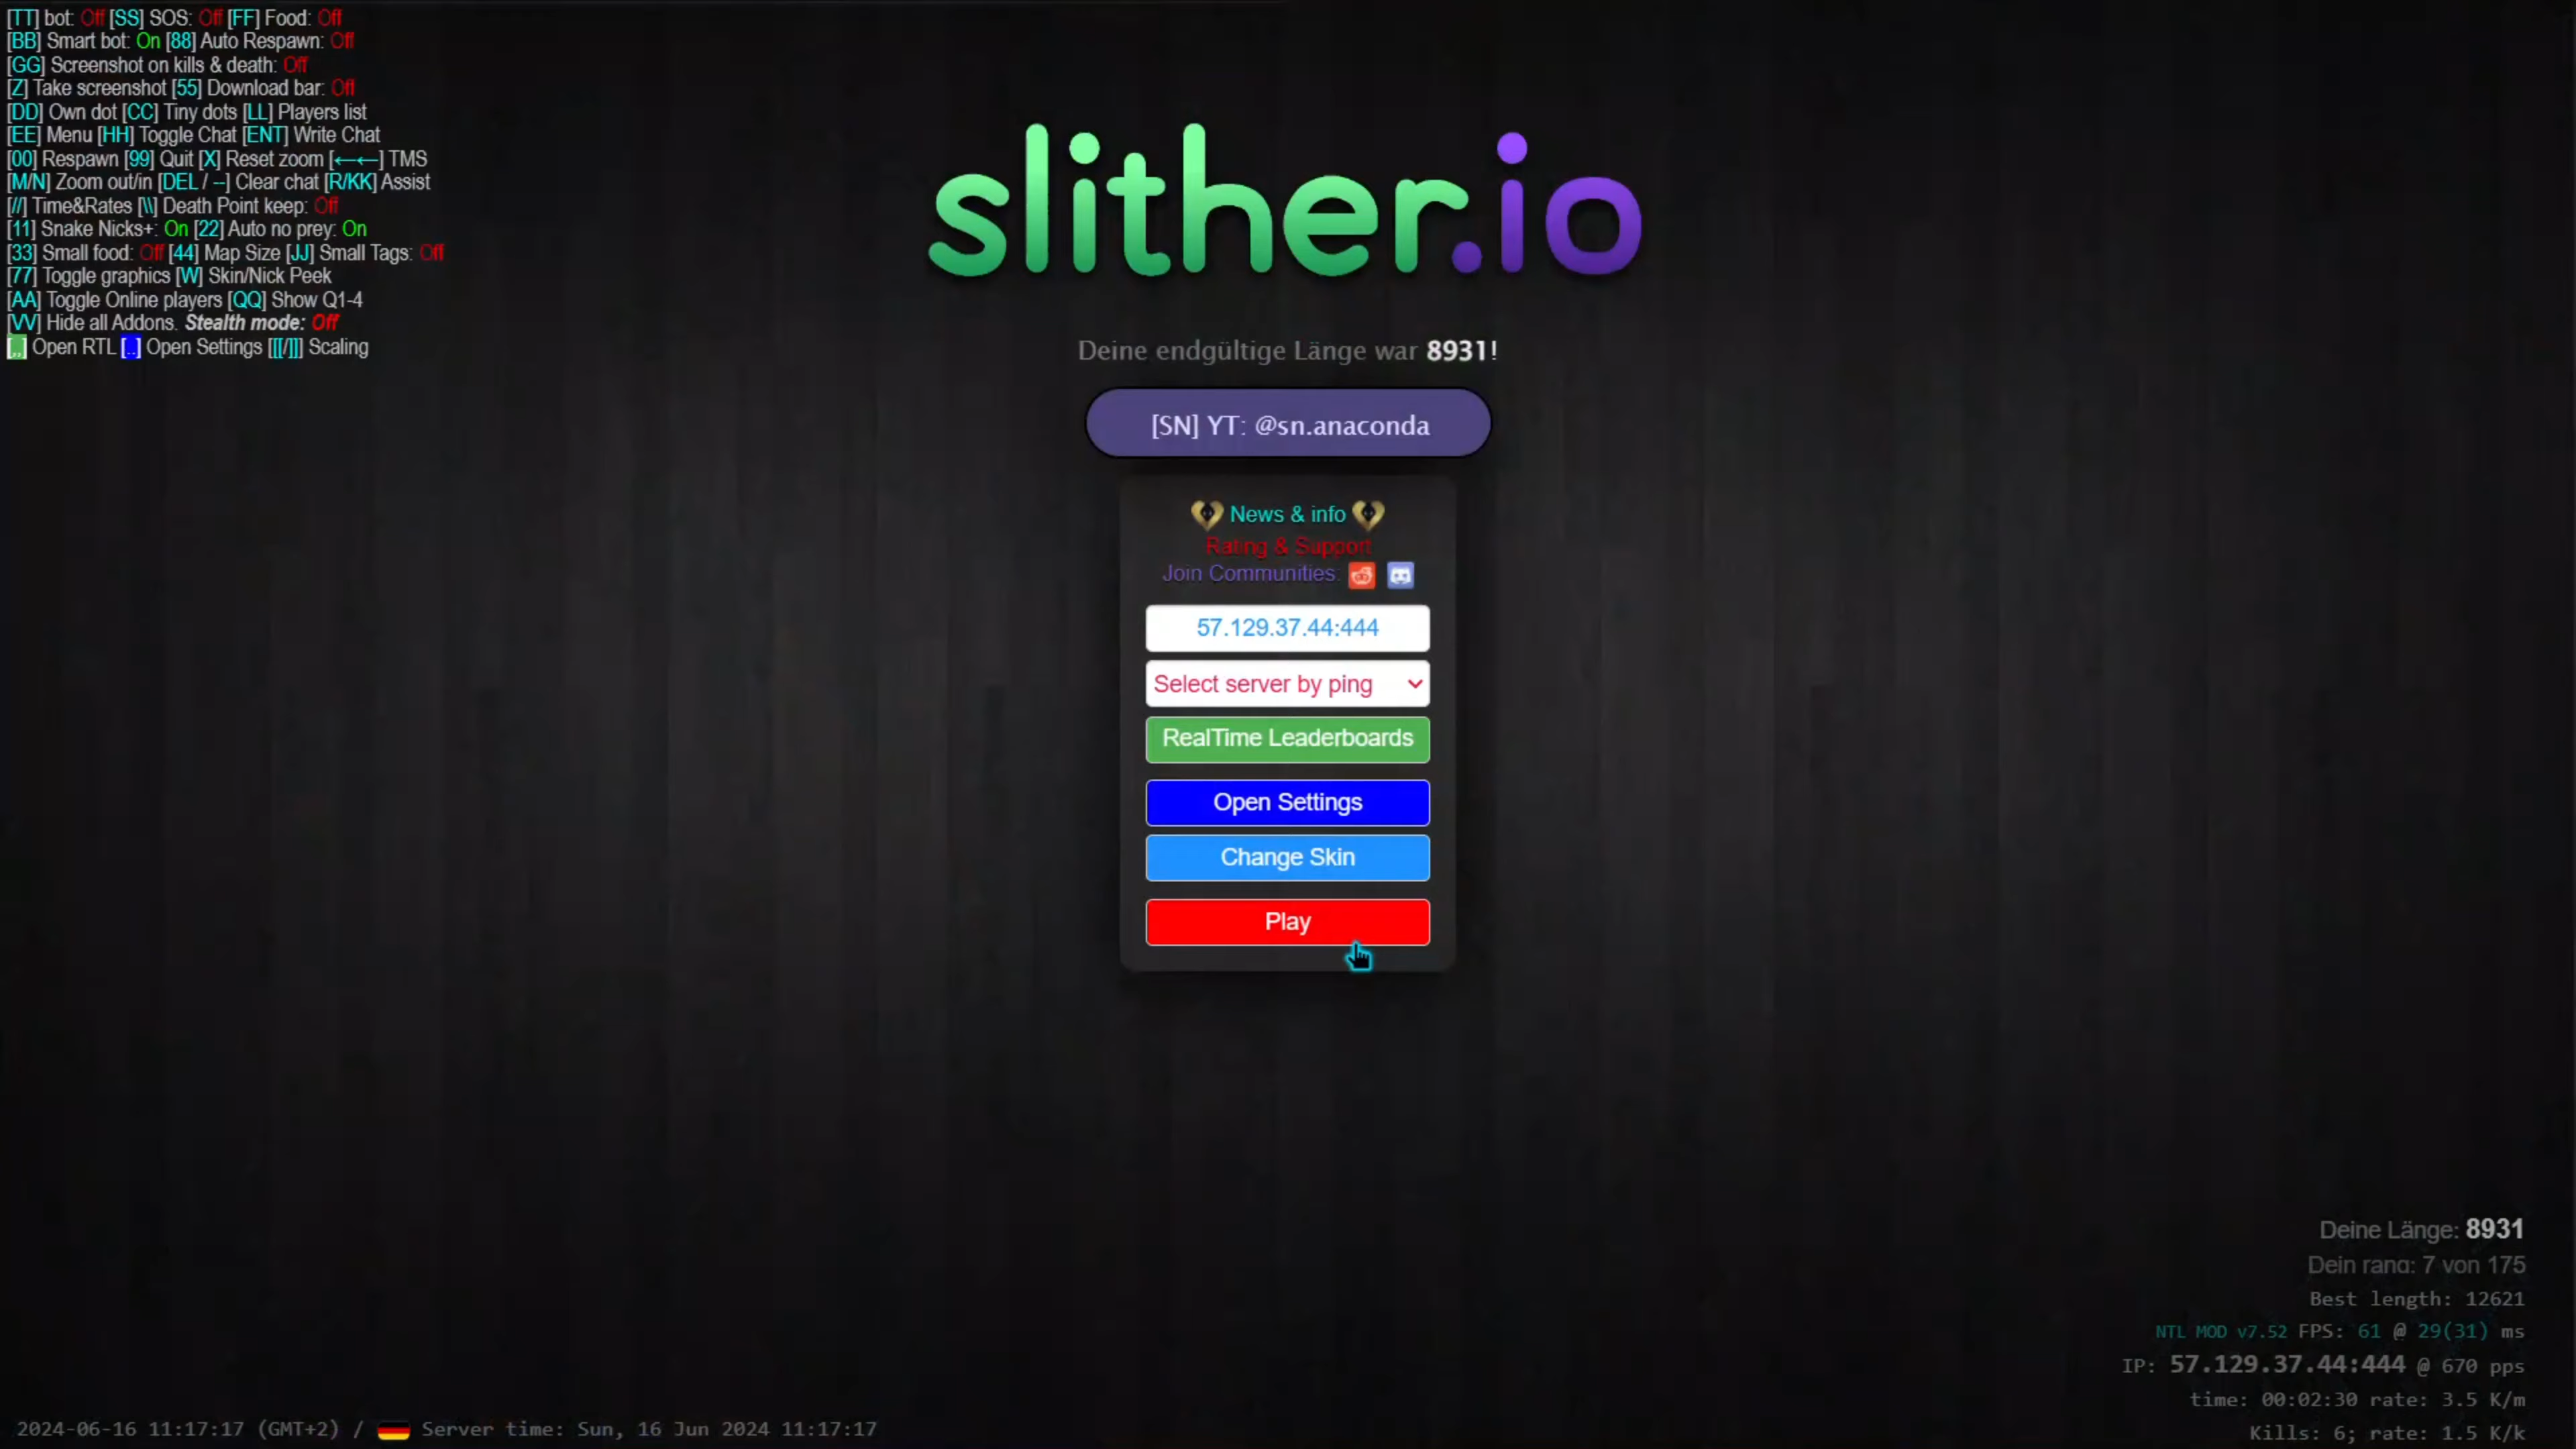 [TT] bot: Off [SS] SOS: Off [FF] Food: Off
[BB] Smart bot: On [88] Auto Respawn: Off
[GG] Screenshot on kills & death: Off
[Z] Take screenshot [55] Download bar: Off
[DD] Own dot [CC] Tiny dots [LL] Players list
[EE] Menu [HH] Toggle Chat [ENT] Write Chat
[00] Respawn [99] Quit [X] Reset zoom [←←] TMS
[M/N] Zoom out/in [DEL / --] Clear chat [R/KK] Assist
[//] Time&Rates [\\] Death Point keep: Off
[11] Snake Nicks+: On [22] Auto no prey: On
[33] Small food: Off [44] Map Size [JJ] Small Tags: Off
[77] Toggle graphics [W] Skin/Nick Peek
[AA] Toggle Online players [QQ] Show Q1-4
[VV] Hide all Addons. Stealth mode: Off
[,,] Open RTL [..] Open Settings [[[/]]] Scaling
slither.io
Deine endgültige Länge war 8931!
[SN] YT: @sn.anaconda
News & info
Rating & Support
Join Communities:
57.129.37.44:444
Select server by ping
RealTime Leaderboards
Open Settings
Change Skin
Play
Deine Länge: 8931
Dein rang: 7 von 175
Best length: 12621
NTL MOD v7.52 FPS: 61 @ 29(31) ms
IP: 57.129.37.44:444 @ 670 pps
time: 00:02:30 rate: 3.5 K/m
Kills: 6; rate: 1.5 K/k
2024-06-16 11:17:17 (GMT+2) / Server time: Sun, 16 Jun 2024 11:17:17